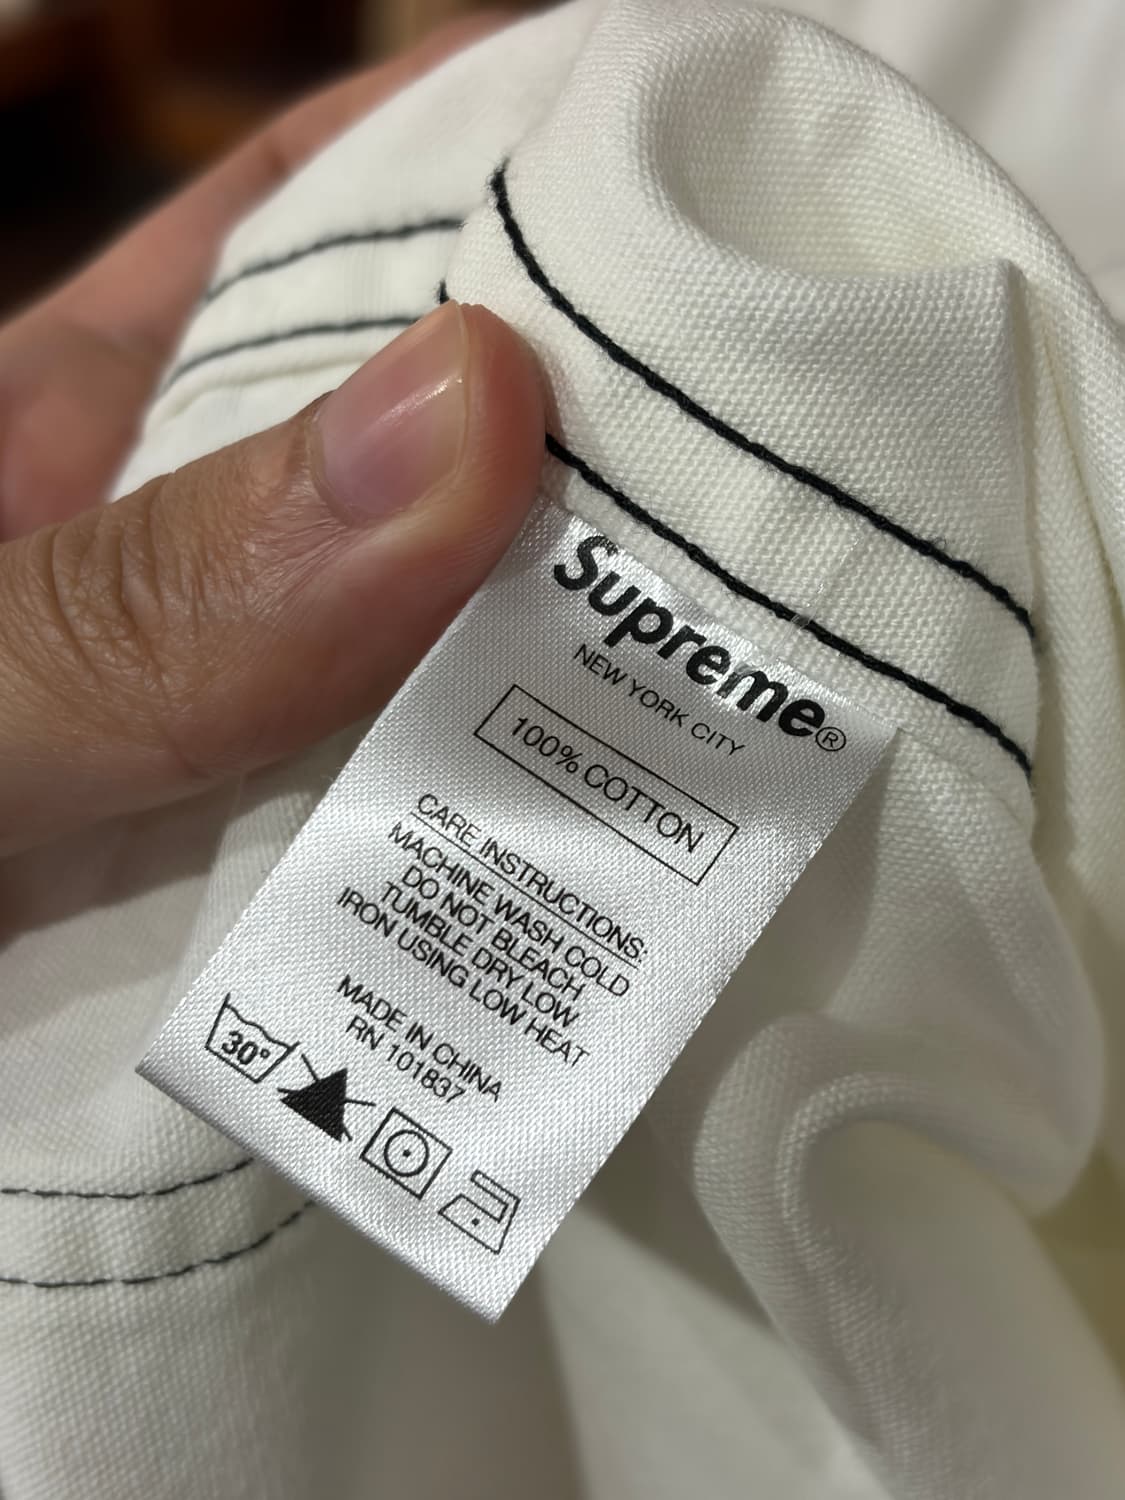 Supreme®
NEW YORK CITY
100% COTTON
CARE INSTRUCTIONS:
MACHINE WASH COLD
DO NOT BLEACH
TUMBLE DRY LOW
IRON USING LOW HEAT
MADE IN CHINA
RN 101837
30°